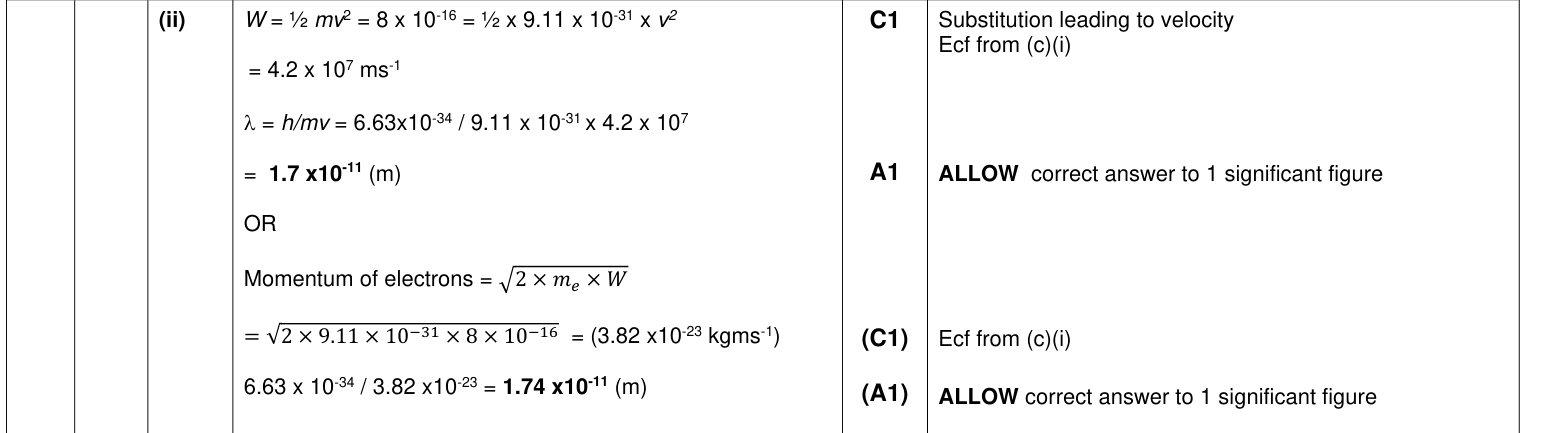 (ii) W = ½ mv² = 8 x 10⁻¹⁶ = ½ x 9.11 x 10⁻³¹ x v² C1 Substitution leading to velocity
Ecf from (c)(i)
= 4.2 x 10⁷ ms⁻¹
λ = h/mv = 6.63x10⁻³⁴ / 9.11 x 10⁻³¹ x 4.2 x 10⁷
= 1.7 x10⁻¹¹ (m) A1 ALLOW correct answer to 1 significant figure
OR
Momentum of electrons = √(2 × mₑ × W)
= √(2 × 9.11 × 10⁻³¹ × 8 × 10⁻¹⁶) = (3.82 x10⁻²³ kgms⁻¹) (C1) Ecf from (c)(i)
6.63 x 10⁻³⁴ / 3.82 x10⁻²³ = 1.74 x10⁻¹¹ (m) (A1) ALLOW correct answer to 1 significant figure